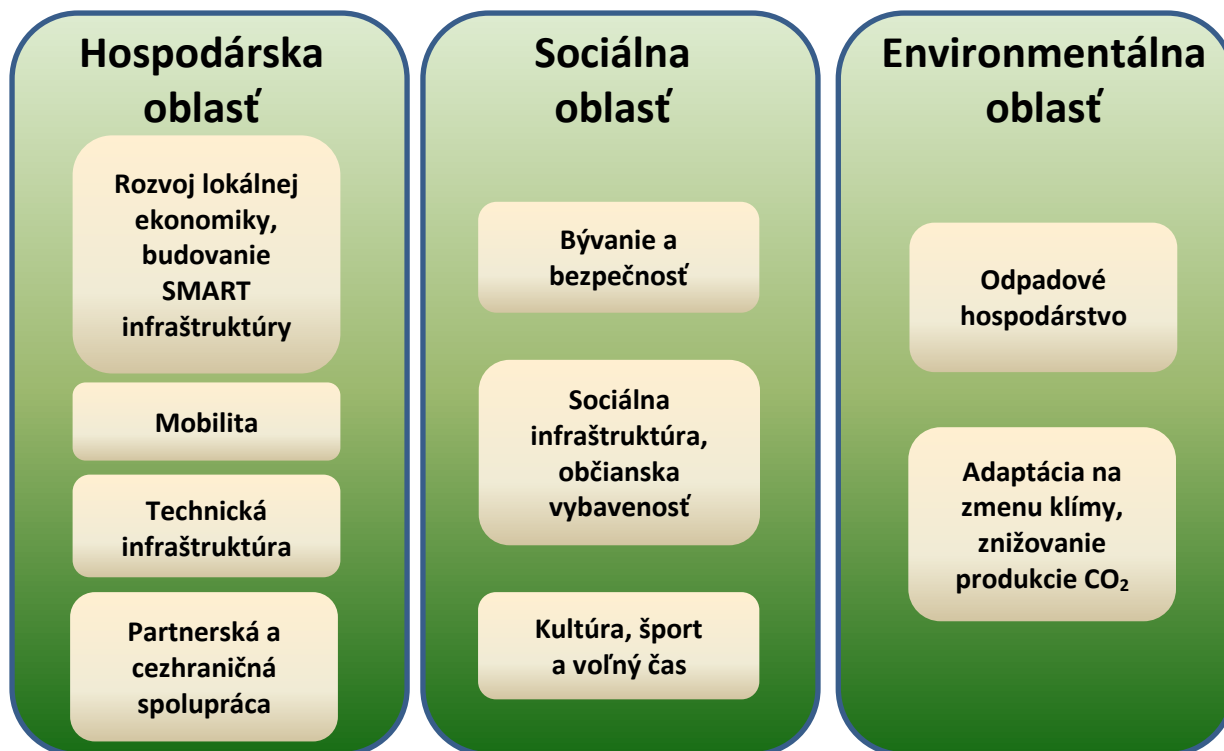 Hospodárska
oblasť
Rozvoj lokálnej
ekonomiky,
budovanie
SMART
infraštruktúry
Mobilita
Technická
infraštruktúra
Partnerská a
cezhraničná
spolupráca
Sociálna
oblasť
Bývanie a
bezpečnosť
Sociálna
infraštruktúra,
občianska
vybavenosť
Kultúra, šport
a voľný čas
Environmentálna
oblasť
Odpadové
hospodárstvo
Adaptácia na
zmenu klímy,
znižovanie
produkcie CO₂